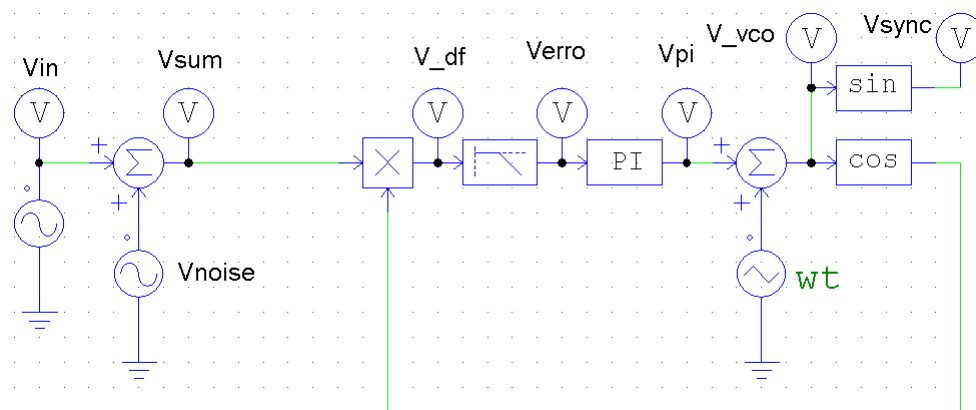 Vin
Vsum
V_df
Verro
Vpi
V_vco
Vsync
V
V
V
V
V
V
V
+
Σ
+
×
PI
+
Σ
+
sin
cos
Vnoise
wt